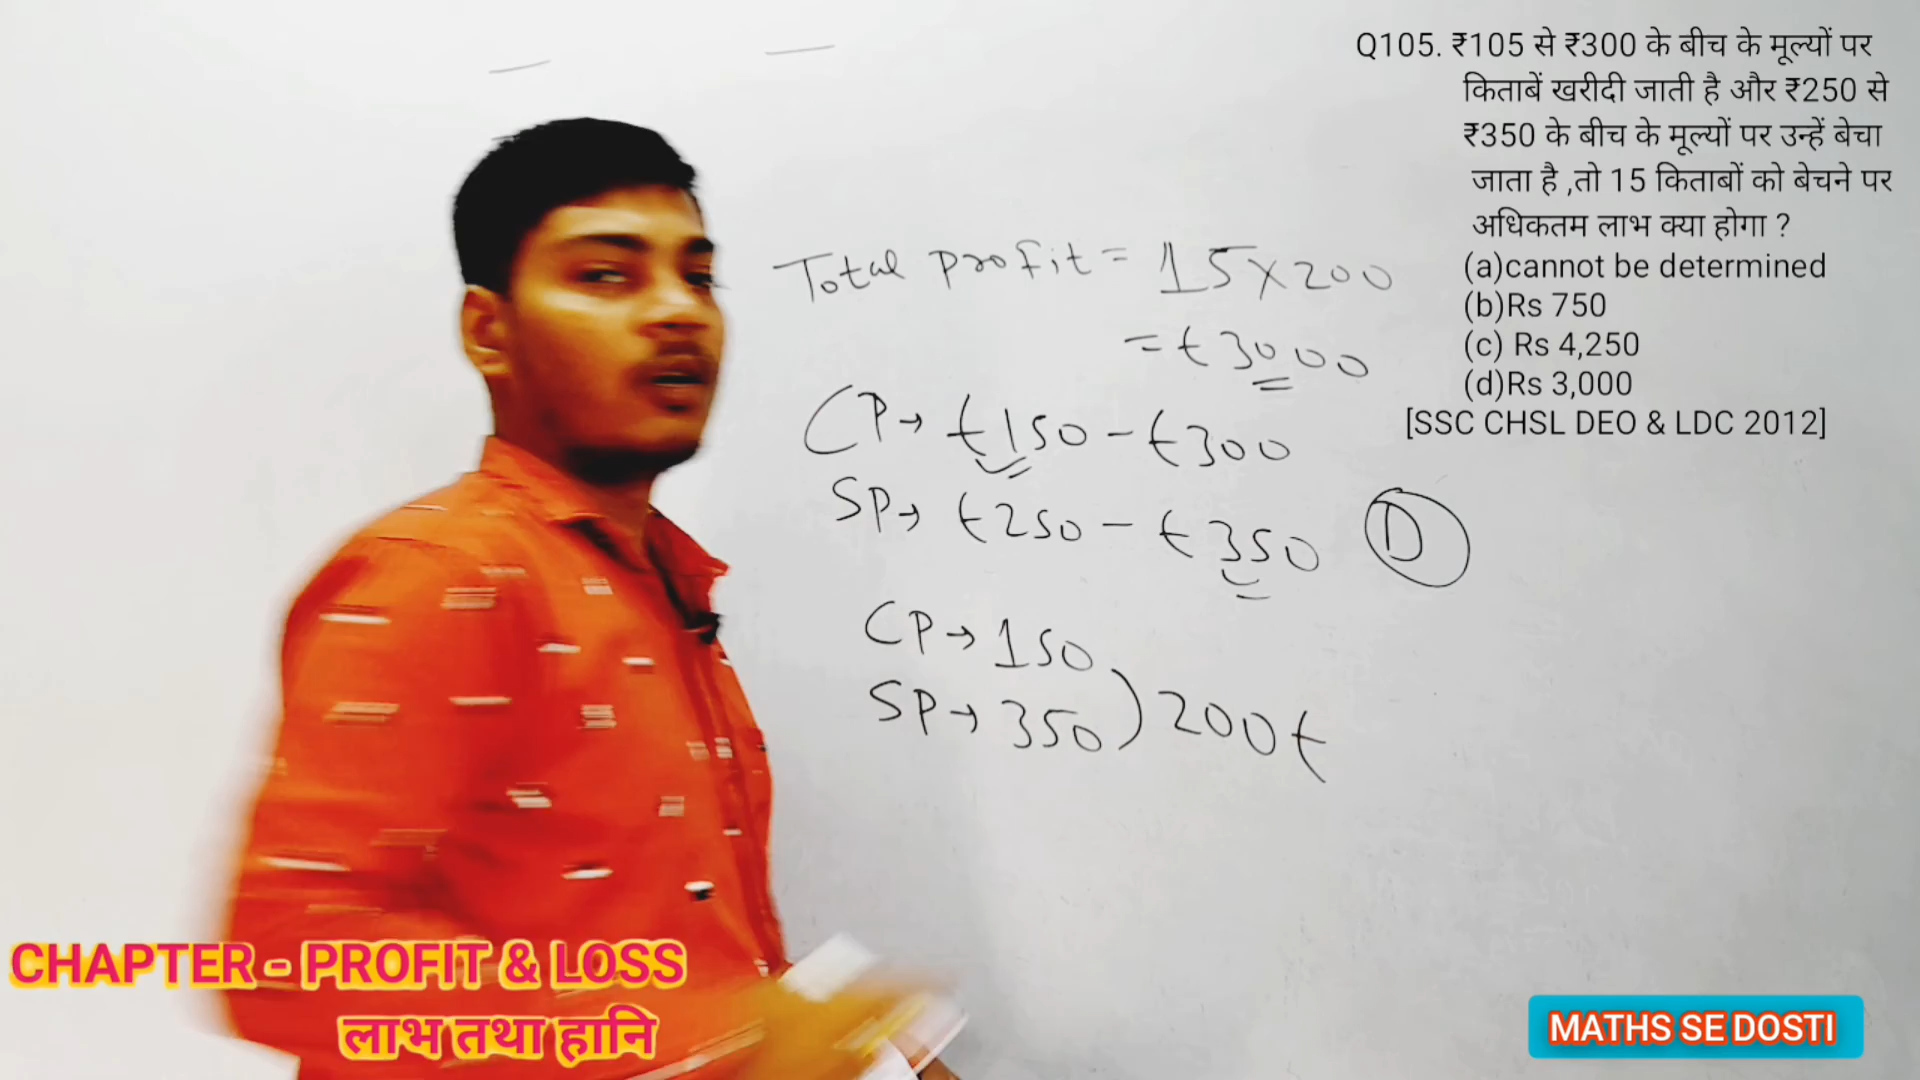 Q105. ₹105 से ₹300 के बीच के मूल्यों पर
किताबें खरीदी जाती है और ₹250 से
₹350 के बीच के मूल्यों पर उन्हें बेचा
जाता है ,तो 15 किताबों को बेचने पर
अधिकतम लाभ क्या होगा ?
(a)cannot be determined
(b)Rs 750
(c) Rs 4,250
(d)Rs 3,000
[SSC CHSL DEO & LDC 2012]
Total profit = 15×200
= ₹3000
CP→ ₹150 - ₹300
SP→ ₹250 - ₹350
D
CP→ 150
SP→ 350) 200₹
CHAPTER - PROFIT & LOSS
लाभ तथा हानि
MATHS SE DOSTI